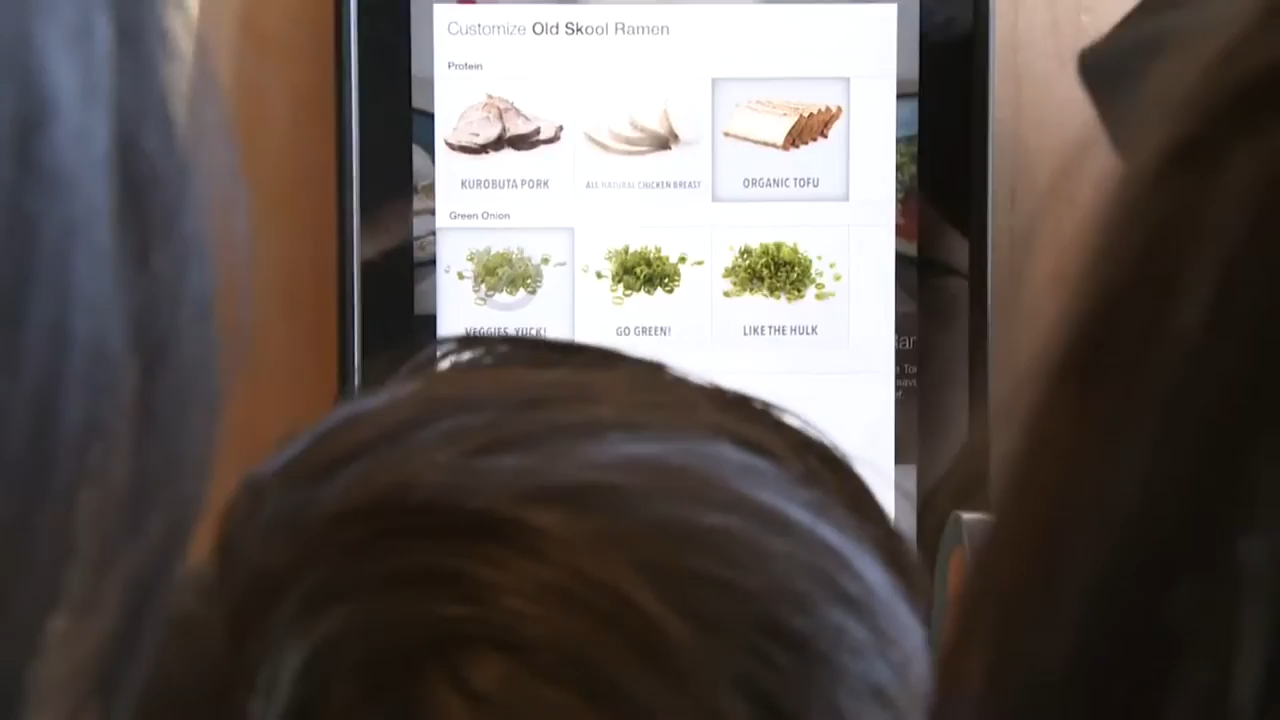 Customize Old Skool Ramen
Protein
KUROBUTA PORK
ALL NATURAL CHICKEN BREAST
ORGANIC TOFU
Green Onion
VEGGIES, YUCK!
GO GREEN!
LIKE THE HULK